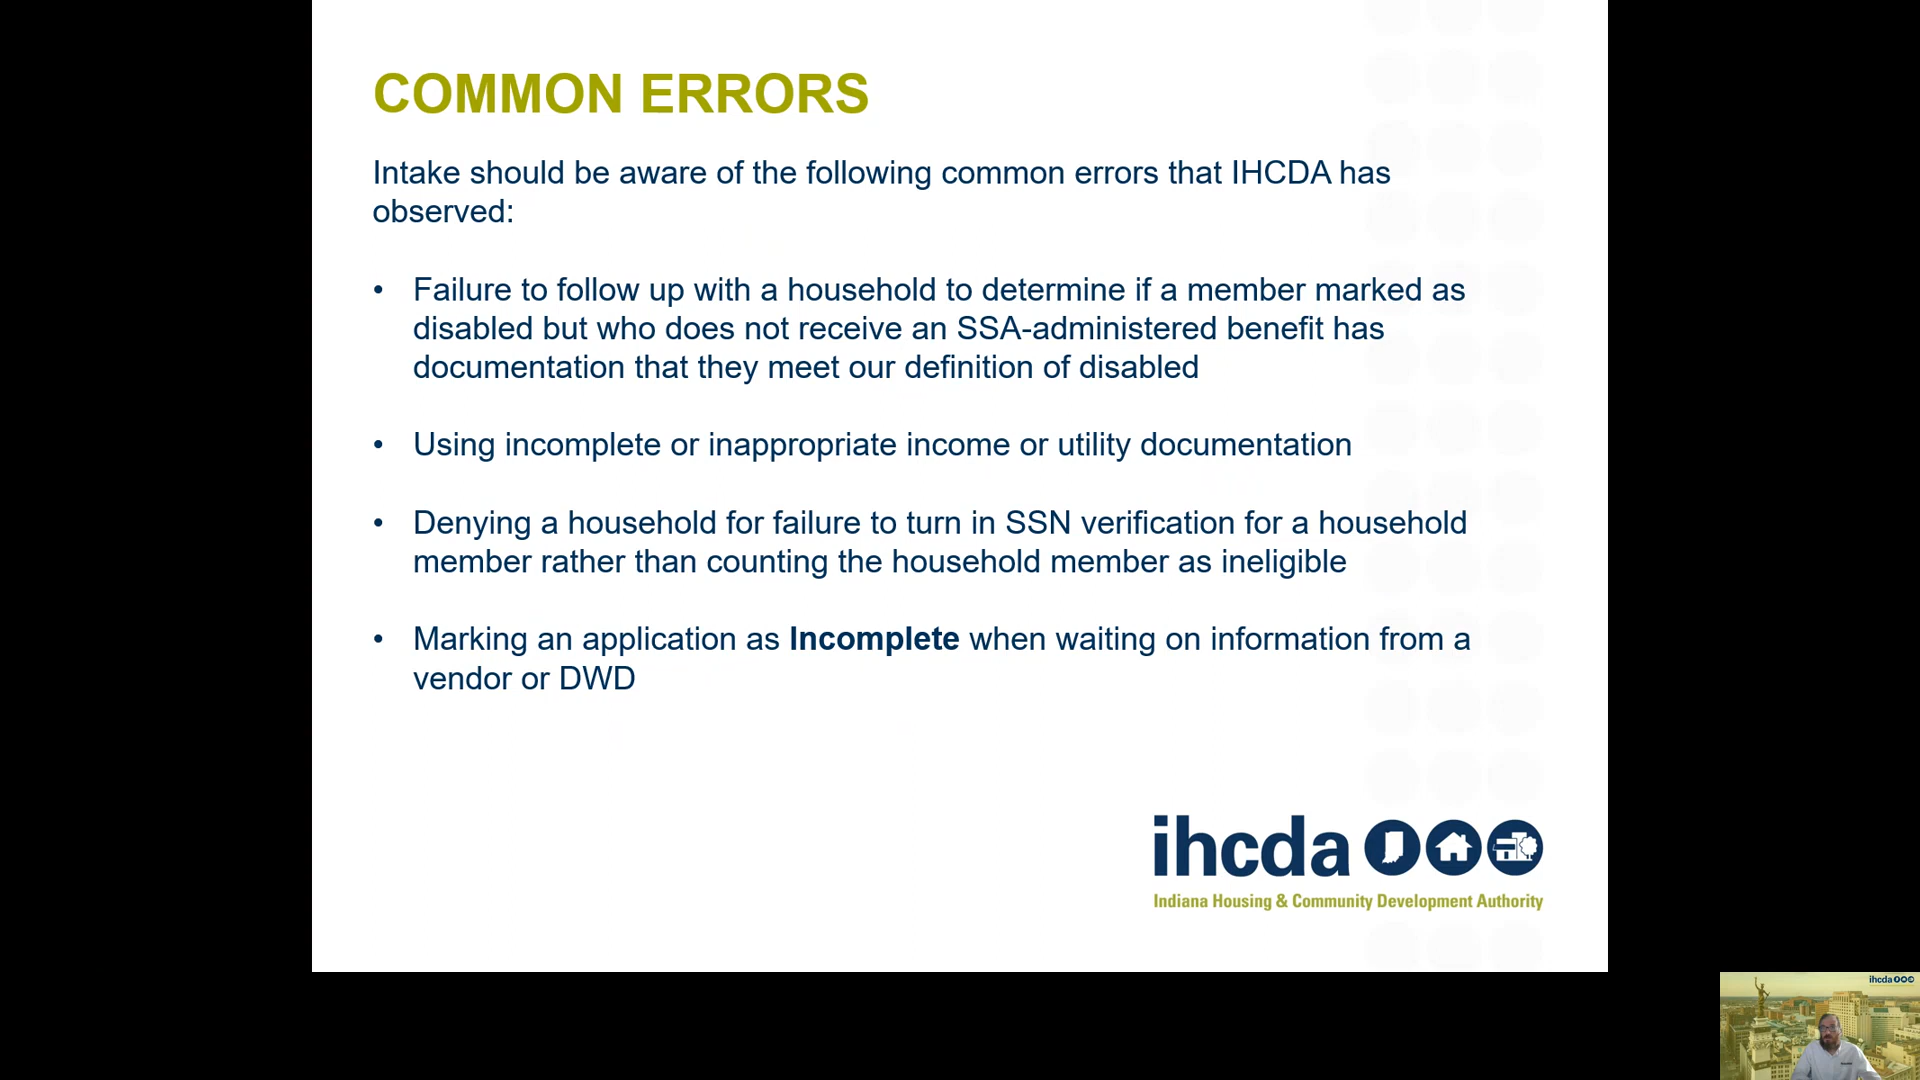 COMMON ERRORS
Intake should be aware of the following common errors that IHCDA has
observed:
• Failure to follow up with a household to determine if a member marked as
disabled but who does not receive an SSA-administered benefit has
documentation that they meet our definition of disabled
• Using incomplete or inappropriate income or utility documentation
• Denying a household for failure to turn in SSN verification for a household
member rather than counting the household member as ineligible
• Marking an application as Incomplete when waiting on information from a
vendor or DWD
ihcda
Indiana Housing & Community Development Authority
ihcda